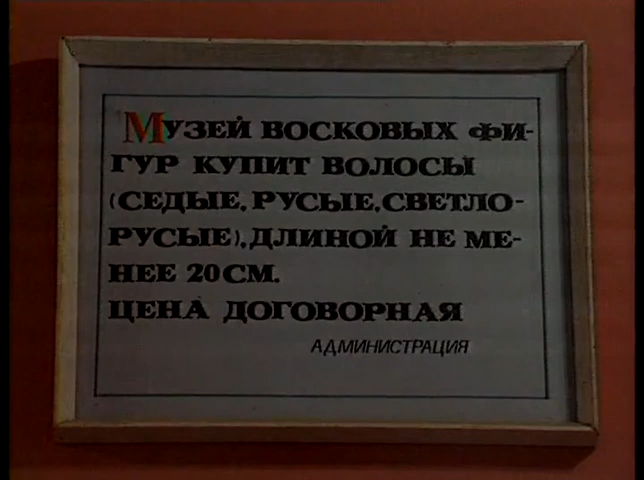 МУЗЕЙ ВОСКОВЫХ ФИ-
ГУР КУПИТ ВОЛОСЫ
(СЕДЫЕ, РУСЫЕ, СВЕТЛО-
РУСЫЕ), ДЛИНОЙ НЕ МЕ-
НЕЕ 20 СМ.
ЦЕНА ДОГОВОРНАЯ
АДМИНИСТРАЦИЯ